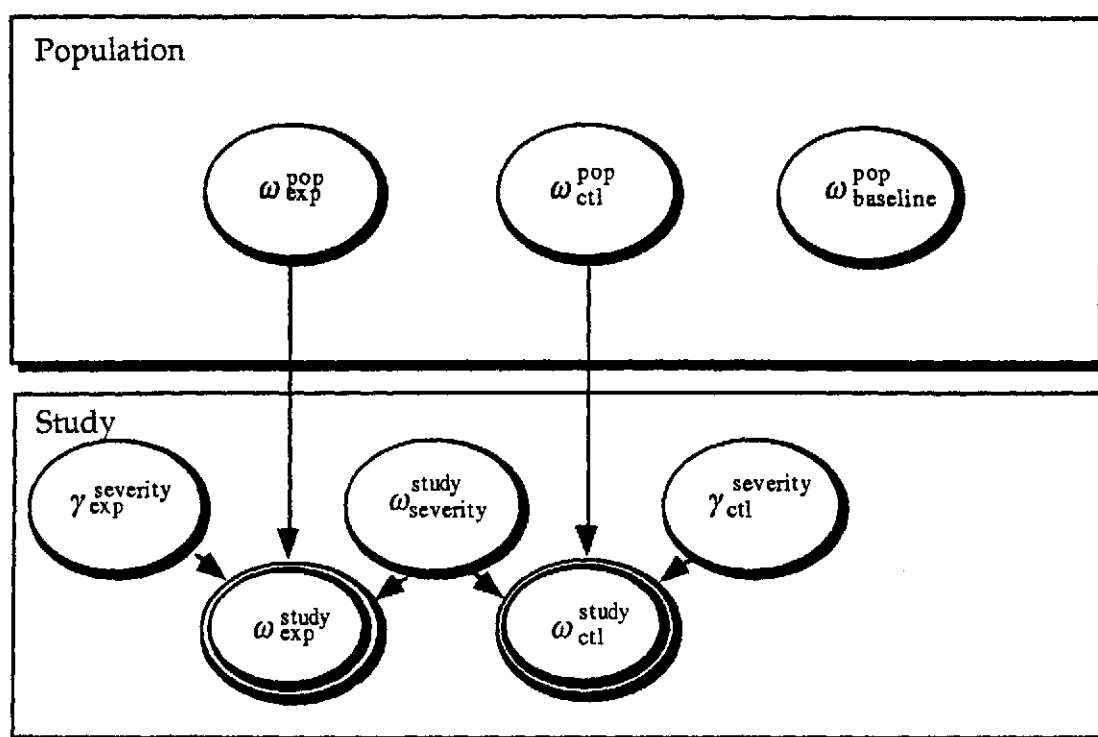 Population
ω pop exp
ω pop ctl
ω pop baseline
Study
γ severity exp
ω study severity
γ severity ctl
ω study exp
ω study ctl